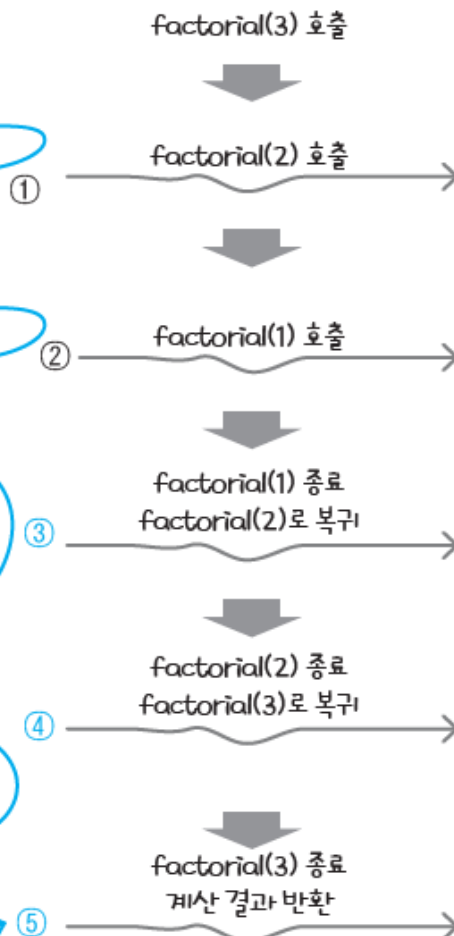 factorial(3) 호출
factorial(2) 호출
①
factorial(1) 호출
②
factorial(1) 종료
factorial(2)로 복귀
③
factorial(2) 종료
factorial(3)로 복귀
④
factorial(3) 종료
계산 결과 반환
⑤